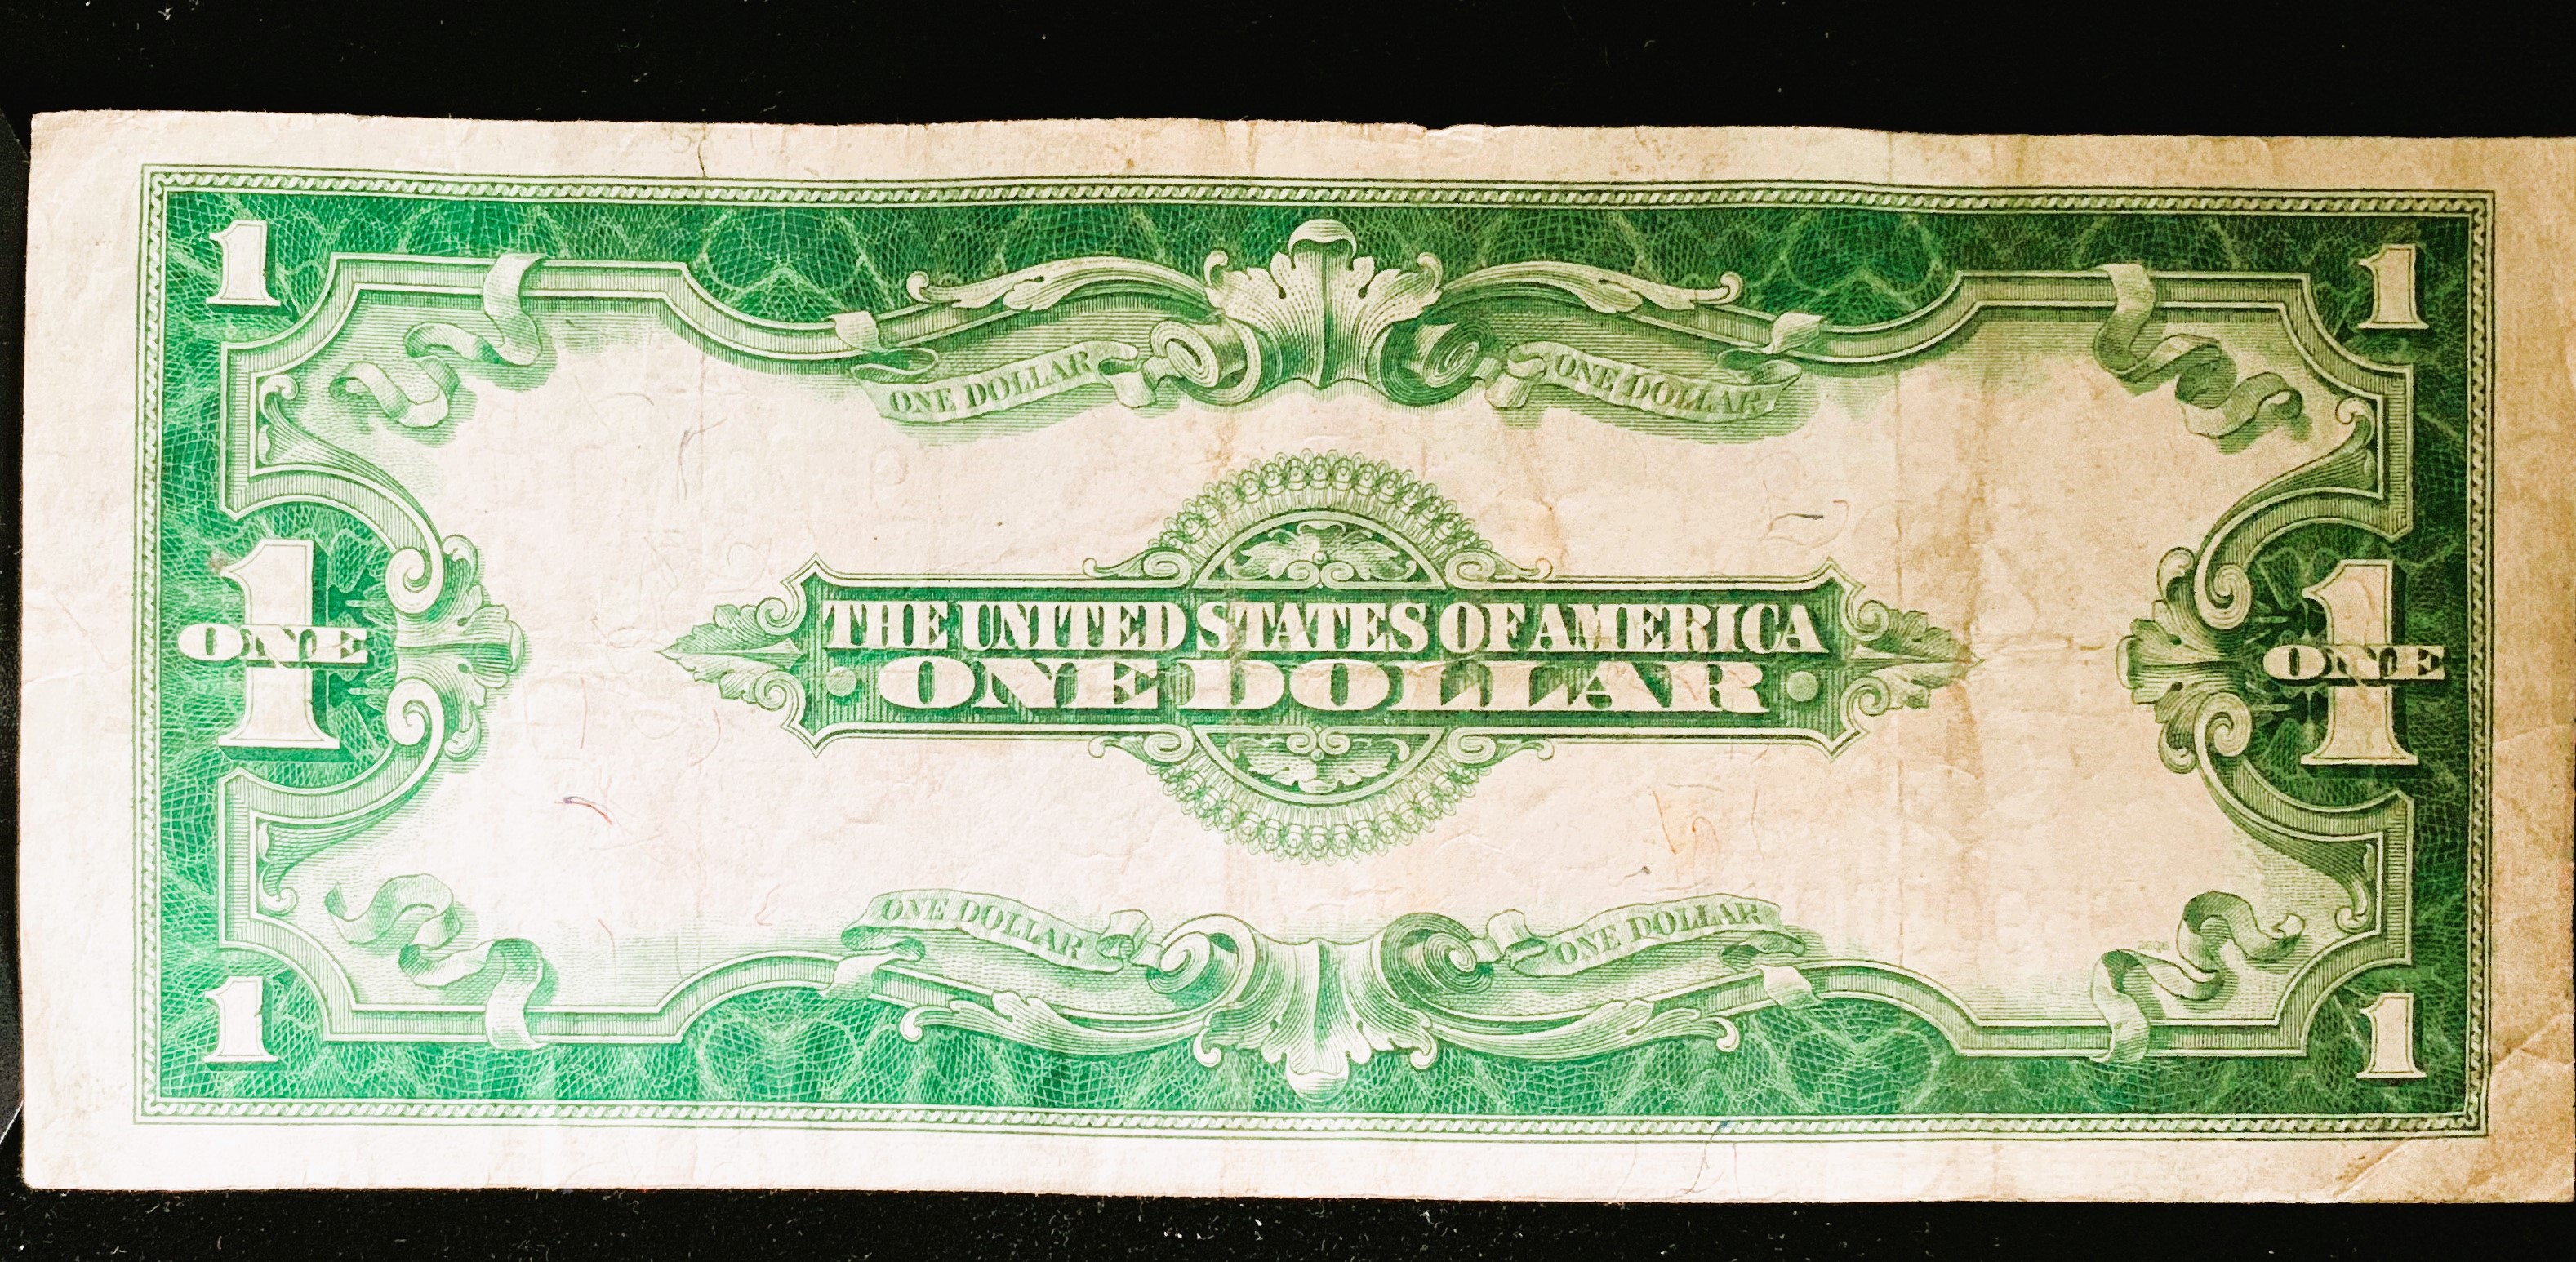 1
1
ONE DOLLAR
ONE DOLLAR
1
ONE
THE UNITED STATES OF AMERICA
ONE DOLLAR
1
ONE
ONE DOLLAR
ONE DOLLAR
1
1